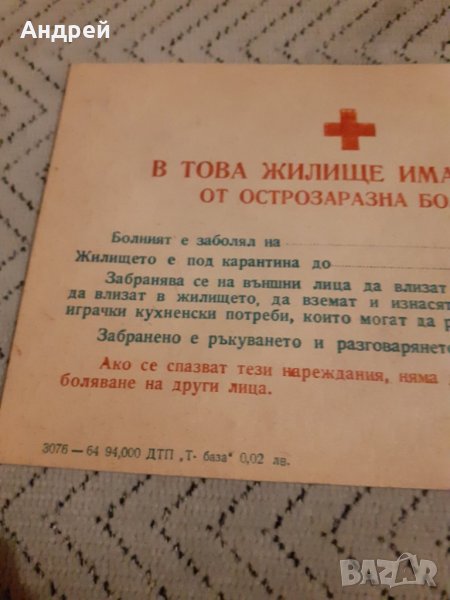 Андрей
В ТОВА ЖИЛИЩЕ ИМА
ОТ ОСТРОЗАРАЗНА БО
Болният е заболял на
Жилището е под карантина до
Забранява се на външни лица да влизат
да влизат в жилището, да вземат и изнасят
играчки кухненски потреби, които могат да р
Забранено е ръкуването и разговарянето
Ако се спазват тези нареждания, няма
боляване на други лица.
3076 — 64 94,000 ДТП „Т· база" 0,02 лв.
BAZAR